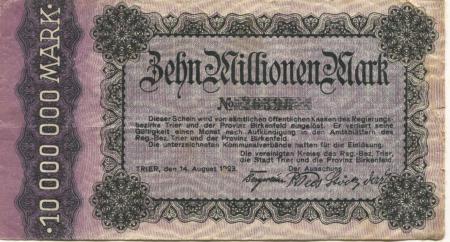 ·10 000 000 MARK·
Zehn Millionen Mark
Dieser Schein wird von sämtlichen öffentlichen Kassen des Regierungs-
bezirks Trier und der Provinz Birkenfeld eingelöst. Er verliert seine
Gültigkeit einen Monat nach Aufkündigung in den Amtsblättern des
Reg.-Bez. Trier und der Provinz Birkenfeld.
Die unterzeichneten Kommunalverbände haften für die Einlösung.
Die vereinigten Kreise des Reg.-Bez. Trier,
die Stadt Trier und die Provinz Birkenfeld.
TRIER, den 14. August 1923.
Der Ausschuss